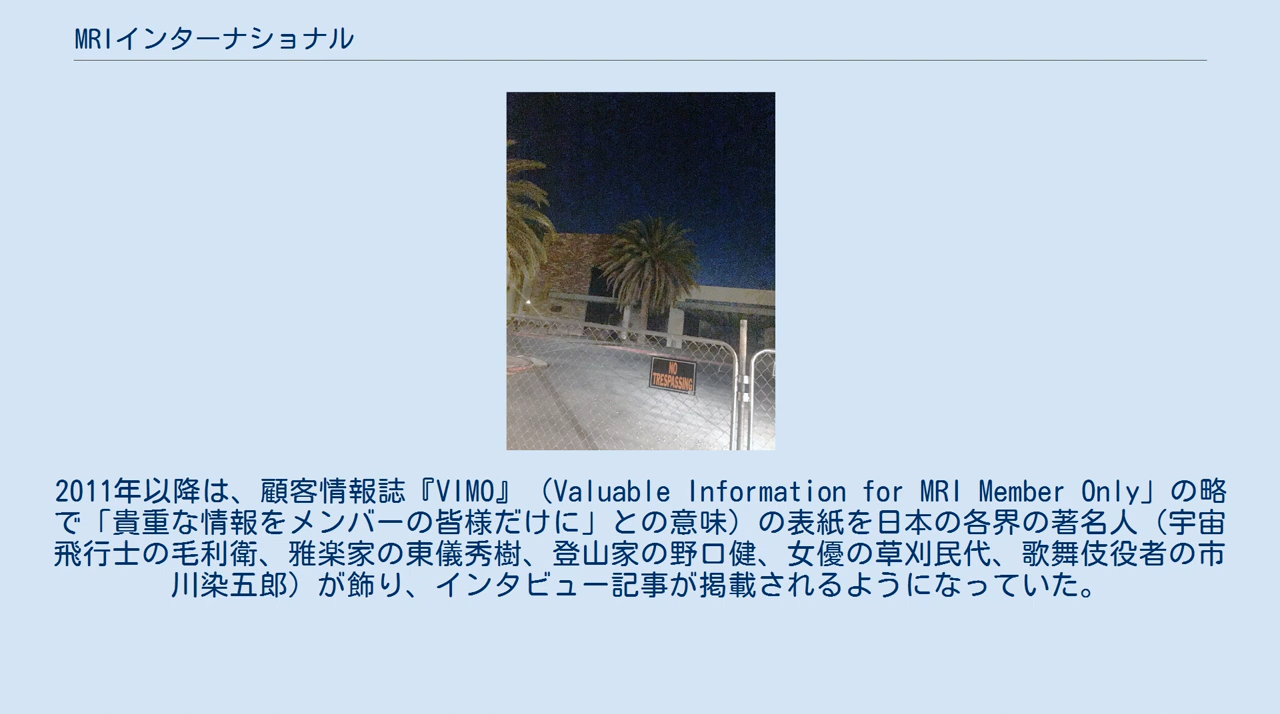 MRIインターナショナル
NO
TRESPASSING
2011年以降は、顧客情報誌『VIMO』（Valuable Information for MRI Member Only」の略
で「貴重な情報をメンバーの皆様だけに」との意味）の表紙を日本の各界の著名人（宇宙
飛行士の毛利衛、雅楽家の東儀秀樹、登山家の野口健、女優の草刈民代、歌舞伎役者の市
川染五郎）が飾り、インタビュー記事が掲載されるようになっていた。